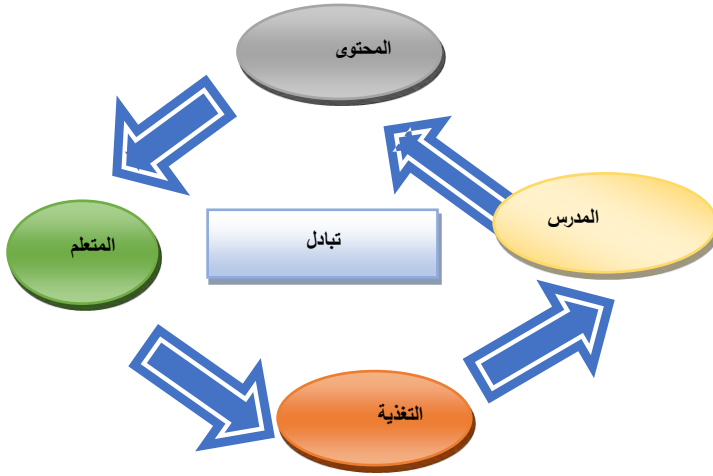 المحتوى
المدرس
تبادل
المتعلم
التغذية